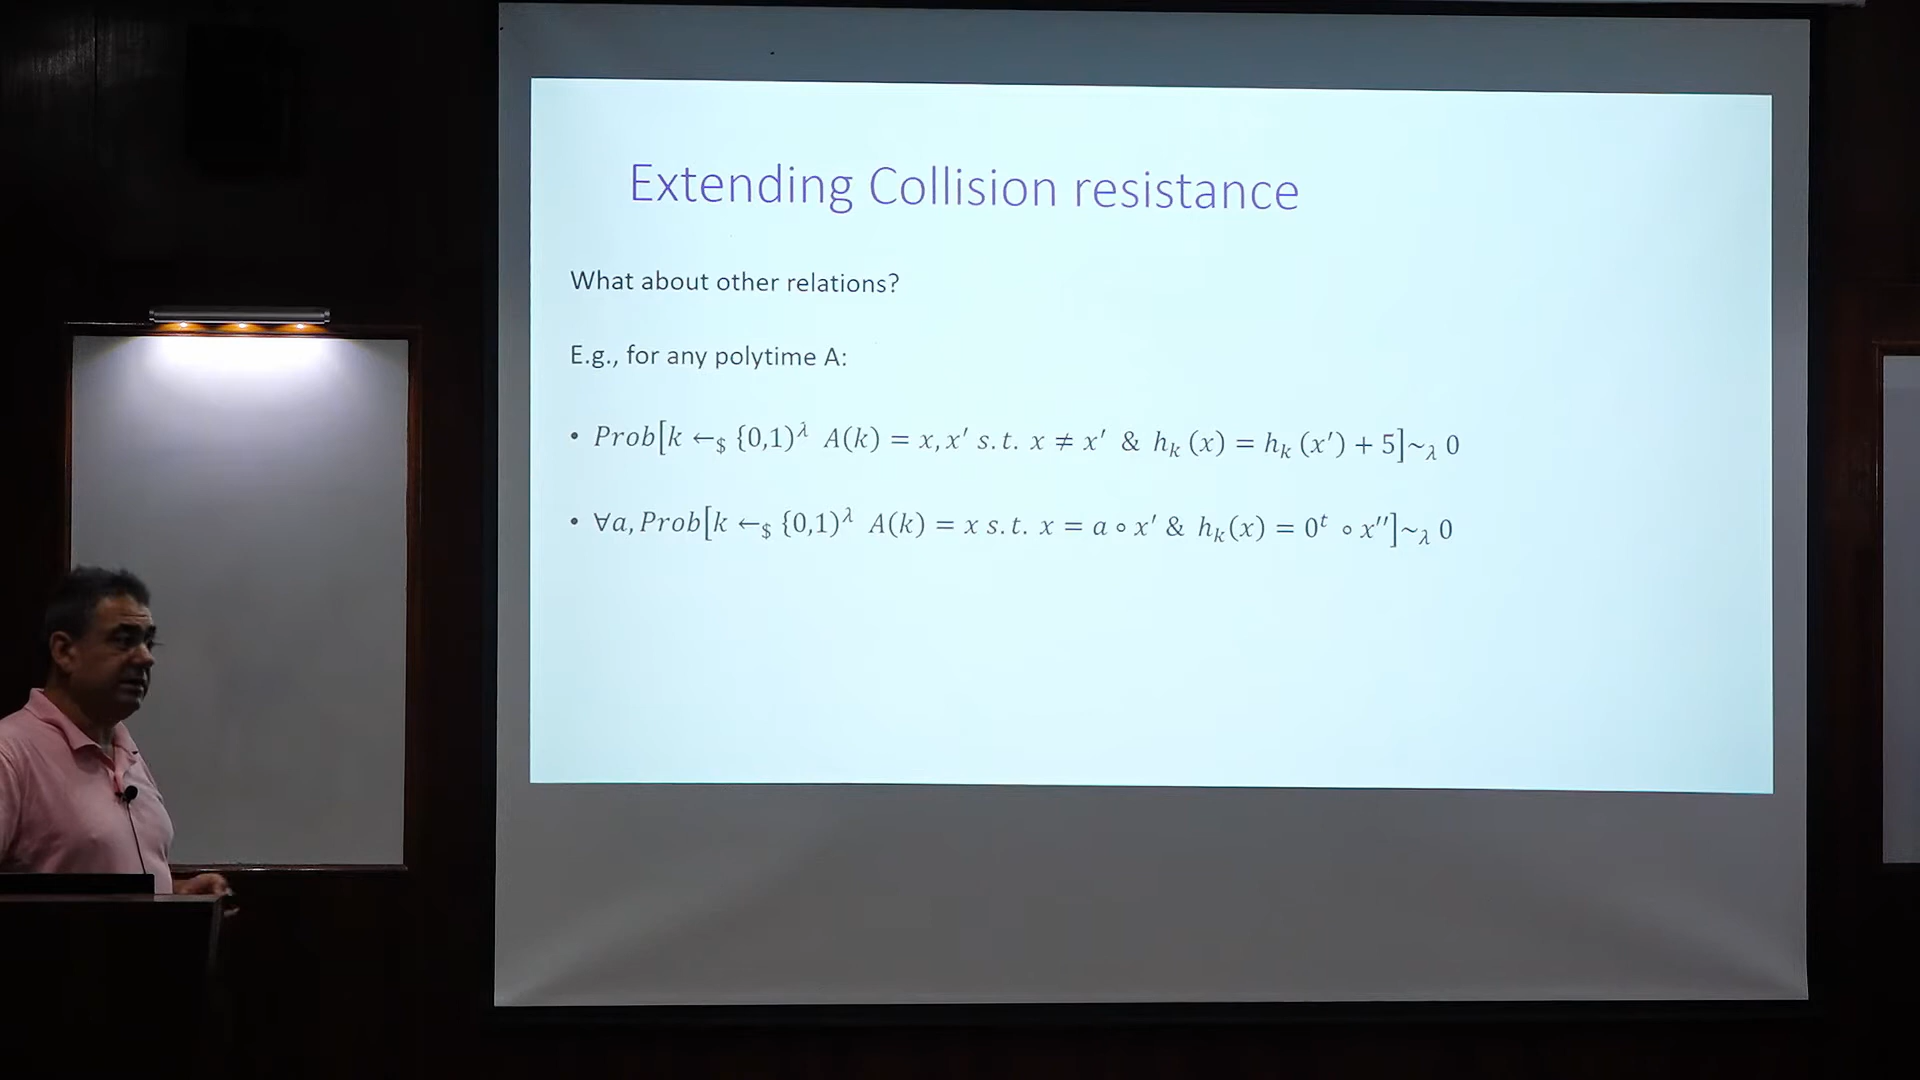 Extending Collision resistance
What about other relations?
E.g., for any polytime A:
• Prob[k ←$ {0,1}^λ A(k) = x, x′ s.t. x ≠ x′ & h_k (x) = h_k (x′) + 5]~_λ 0
• ∀a, Prob[k ←$ {0,1}^λ A(k) = x s.t. x = a ∘ x′ & h_k(x) = 0^t ∘ x′′]~_λ 0